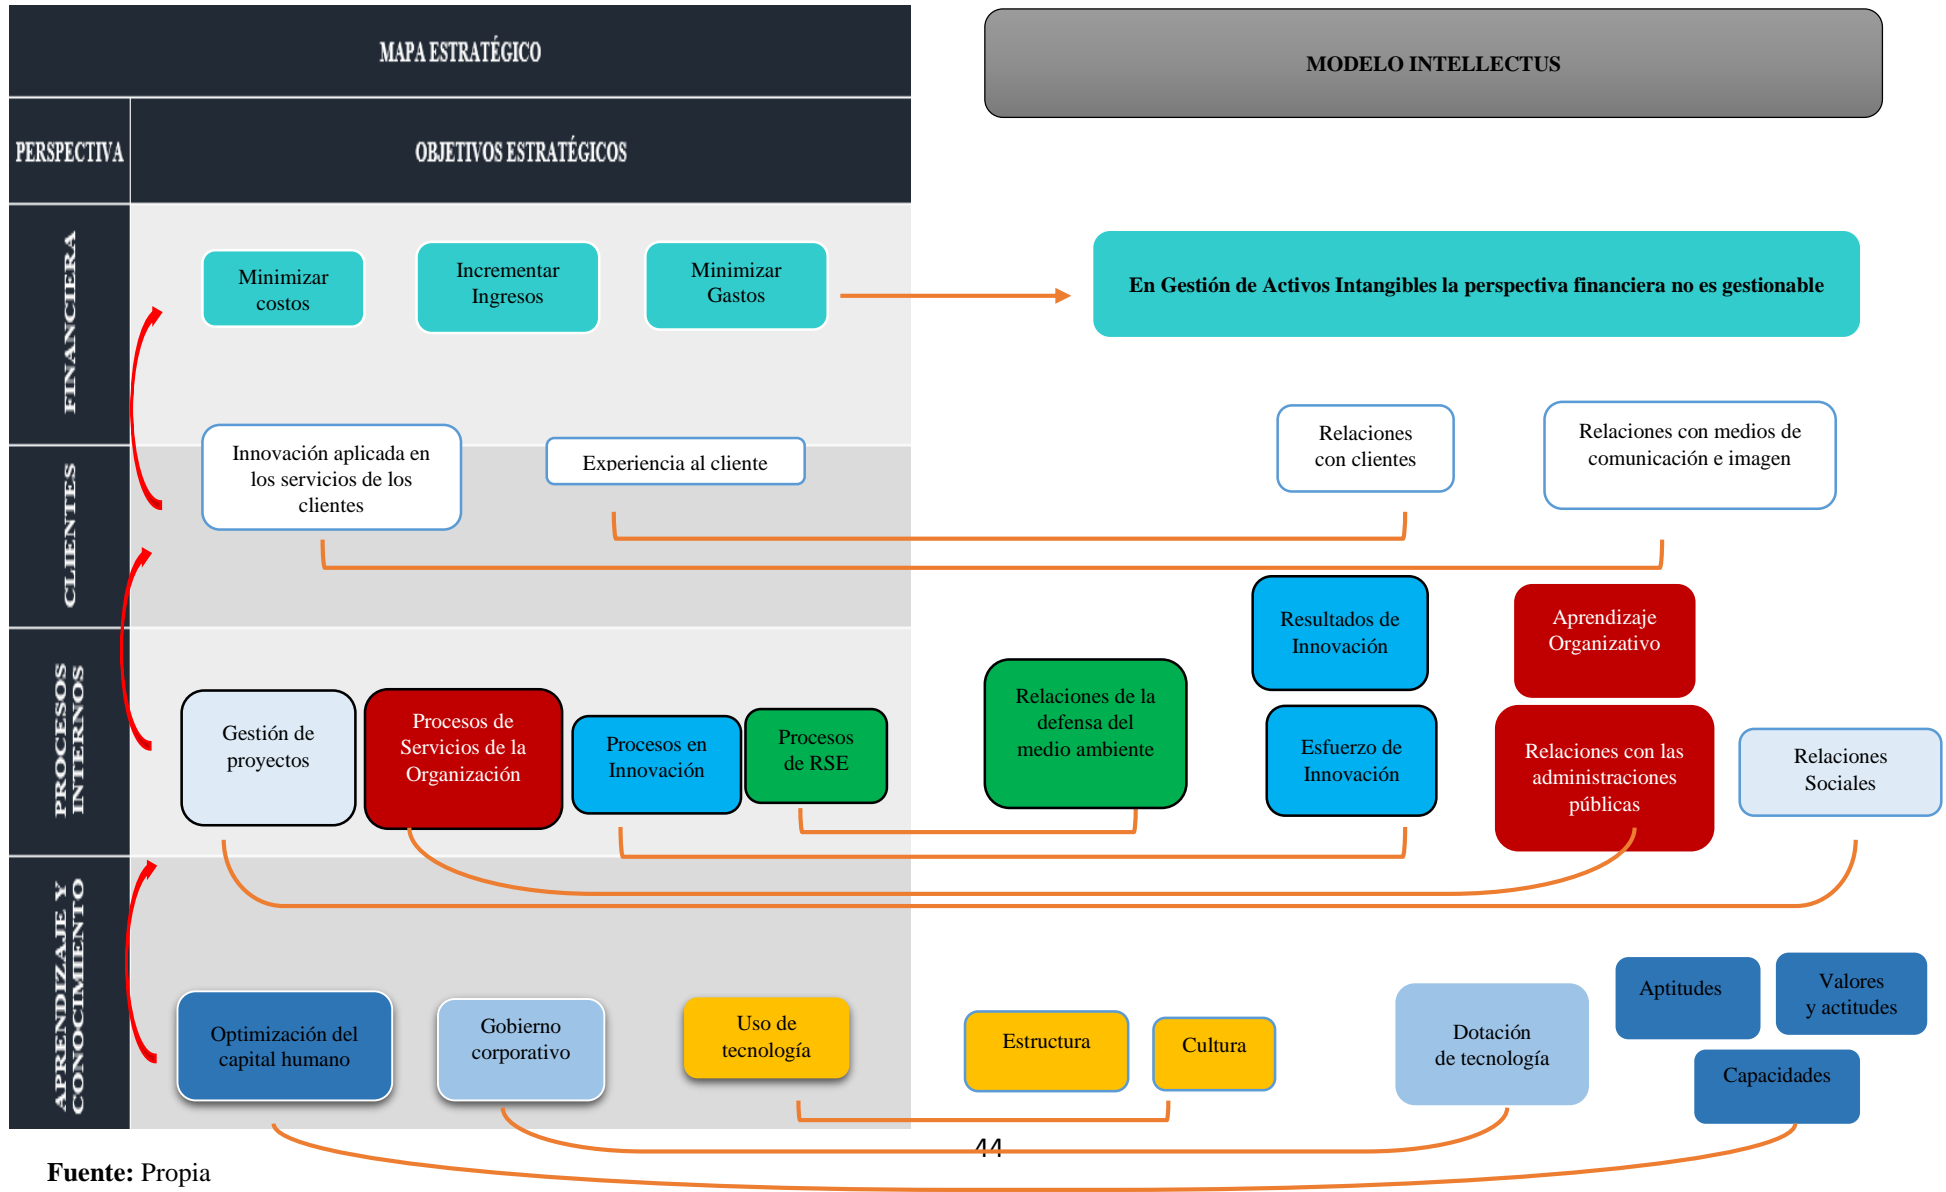 MAPA ESTRATÉGICO
MODELO INTELLECTUS
PERSPECTIVA
OBJETIVOS ESTRATÉGICOS
FINANCIERA
Minimizar
costos
Incrementar
Ingresos
Minimizar
Gastos
En Gestión de Activos Intangibles la perspectiva financiera no es gestionable
CLIENTES
Innovación aplicada en
los servicios de los
clientes
Experiencia al cliente
Relaciones
con clientes
Relaciones con medios de
comunicación e imagen
PROCESOS
INTERNOS
Gestión de
proyectos
Procesos de
Servicios de la
Organización
Procesos en
Innovación
Procesos
de RSE
Relaciones de la
defensa del
medio ambiente
Resultados de
Innovación
Esfuerzo de
Innovación
Aprendizaje
Organizativo
Relaciones con las
administraciones
públicas
Relaciones
Sociales
APRENDIZAJE Y
CONOCIMIENTO
Optimización del
capital humano
Gobierno
corporativo
Uso de
tecnología
Estructura
Cultura
Dotación
de tecnología
Aptitudes
Valores
y actitudes
Capacidades
44
Fuente: Propia